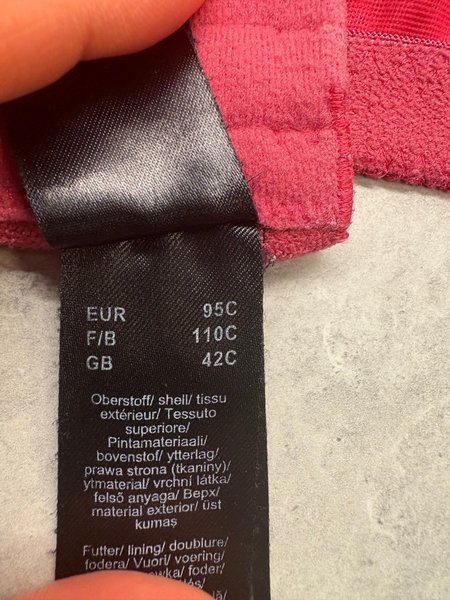 EUR 95C
F/B 110C
GB 42C
Oberstoff/ shell/ tissu
extérieur/ Tessuto
superiore/
Pintamateriaali/
bovenstof/ ytterlag/
prawa strona (tkaniny)/
ytmaterial/ vrchní látka/
felső anyaga/ Верх/
material exterior/ üst
kumaş
Futter/ lining/ doublure/
fodera/ Vuori/ voering/
foder/